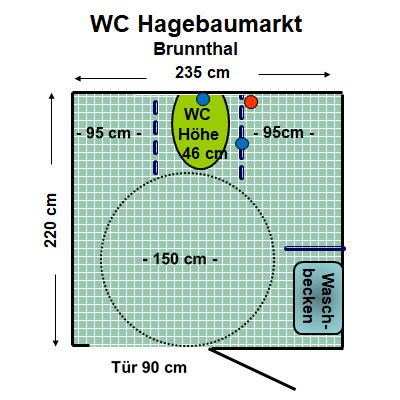 WC Hagebaumarkt
Brunnthal
235 cm
- 95 cm -
WC
Höhe
46 cm
- 95cm -
220 cm
- 150 cm -
Wasch-
becken
Tür 90 cm